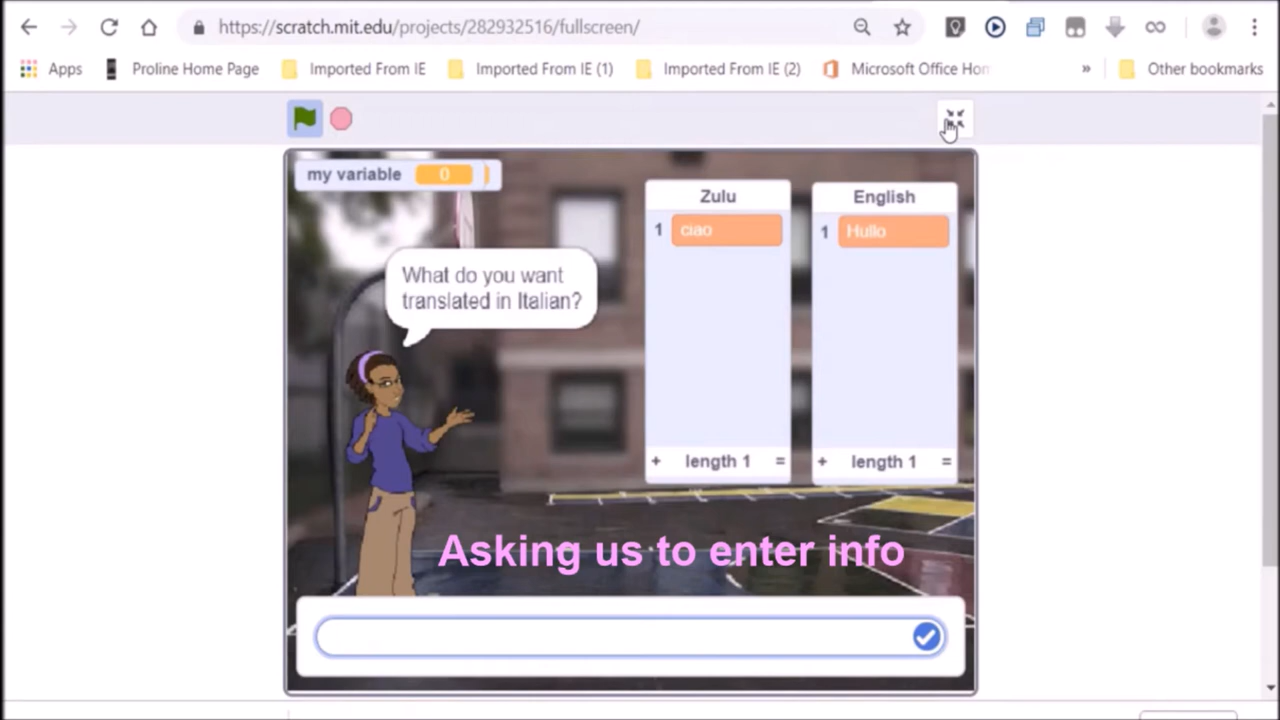 https://scratch.mit.edu/projects/282932516/fullscreen/
Apps Proline Home Page Imported From IE Imported From IE (1) Imported From IE (2) Microsoft Office Hom » Other bookmarks
my variable 0
Zulu English
1 ciao 1 Hullo
What do you want
translated in Italian?
+ length 1 = + length 1 =
Asking us to enter info